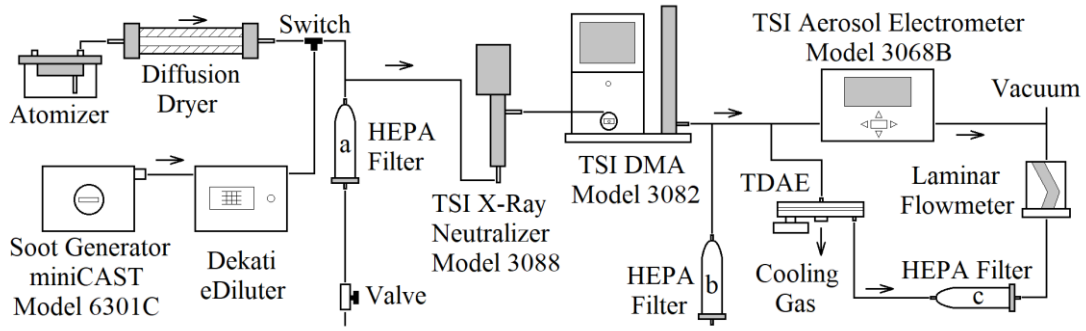 Atomizer
Diffusion
Dryer
Switch
a
HEPA
Filter
Soot Generator
miniCAST
Model 6301C
Dekati
eDiluter
Valve
TSI X-Ray
Neutralizer
Model 3088
TSI DMA
Model 3082
HEPA
Filter
b
TSI Aerosol Electrometer
Model 3068B
Vacuum
TDAE
Cooling
Gas
Laminar
Flowmeter
HEPA Filter
c